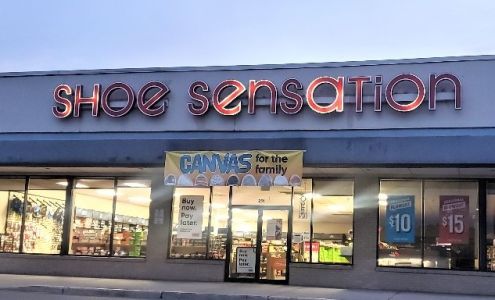 SHOE SENSATION
CANVAS for the
family
Buy
now.
Pay
later.
$10
$15